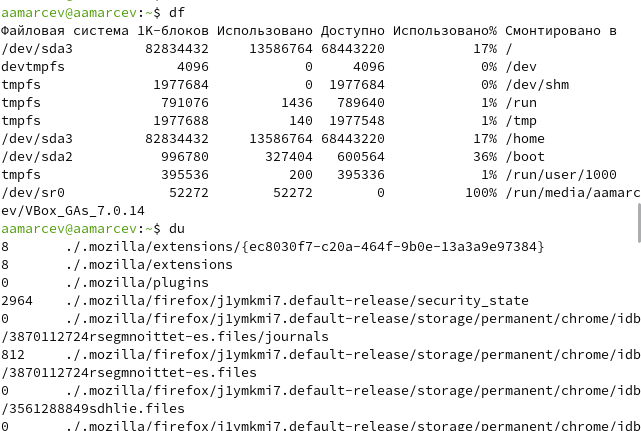 aamarcev@aamarcev:~$ df
Файловая система 1K-блоков Использовано Доступно Использовано% Смонтировано в
/dev/sda3         82834432     13586764 68443220           17% /
devtmpfs              4096            0     4096            0% /dev
tmpfs              1977684            0  1977684            0% /dev/shm
tmpfs               791076         1436   789640            1% /run
tmpfs              1977688          140  1977548            1% /tmp
/dev/sda3         82834432     13586764 68443220           17% /home
/dev/sda2           996780       327404   600564           36% /boot
tmpfs               395536          200   395336            1% /run/user/1000
/dev/sr0             52272        52272        0          100% /run/media/aamarc
ev/VBox_GAs_7.0.14
aamarcev@aamarcev:~$ du
8       ./.mozilla/extensions/{ec8030f7-c20a-464f-9b0e-13a3a9e97384}
8       ./.mozilla/extensions
0       ./.mozilla/plugins
2964    ./.mozilla/firefox/j1ymkmi7.default-release/security_state
0       ./.mozilla/firefox/j1ymkmi7.default-release/storage/permanent/chrome/idb
/3870112724rsegmnoittet-es.files/journals
812     ./.mozilla/firefox/j1ymkmi7.default-release/storage/permanent/chrome/idb
/3870112724rsegmnoittet-es.files
0       ./.mozilla/firefox/j1ymkmi7.default-release/storage/permanent/chrome/idb
/3561288849sdhlie.files
0       ./.mozilla/firefox/j1ymkmi7.default-release/storage/permanent/chrome/idb